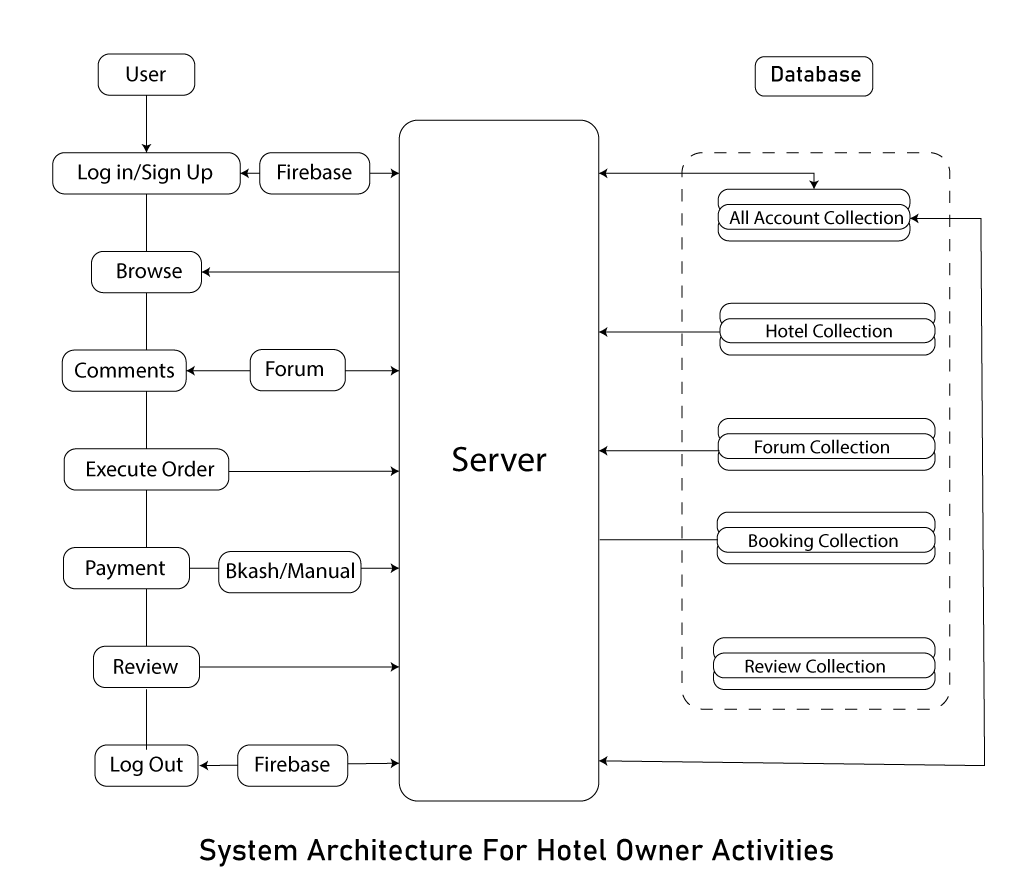 User
Database
Log in/Sign Up
Firebase
All Account Collection
Browse
Hotel Collection
Comments
Forum
Server
Forum Collection
Execute Order
Booking Collection
Payment
Bkash/Manual
Review
Review Collection
Log Out
Firebase
System Architecture For Hotel Owner Activities